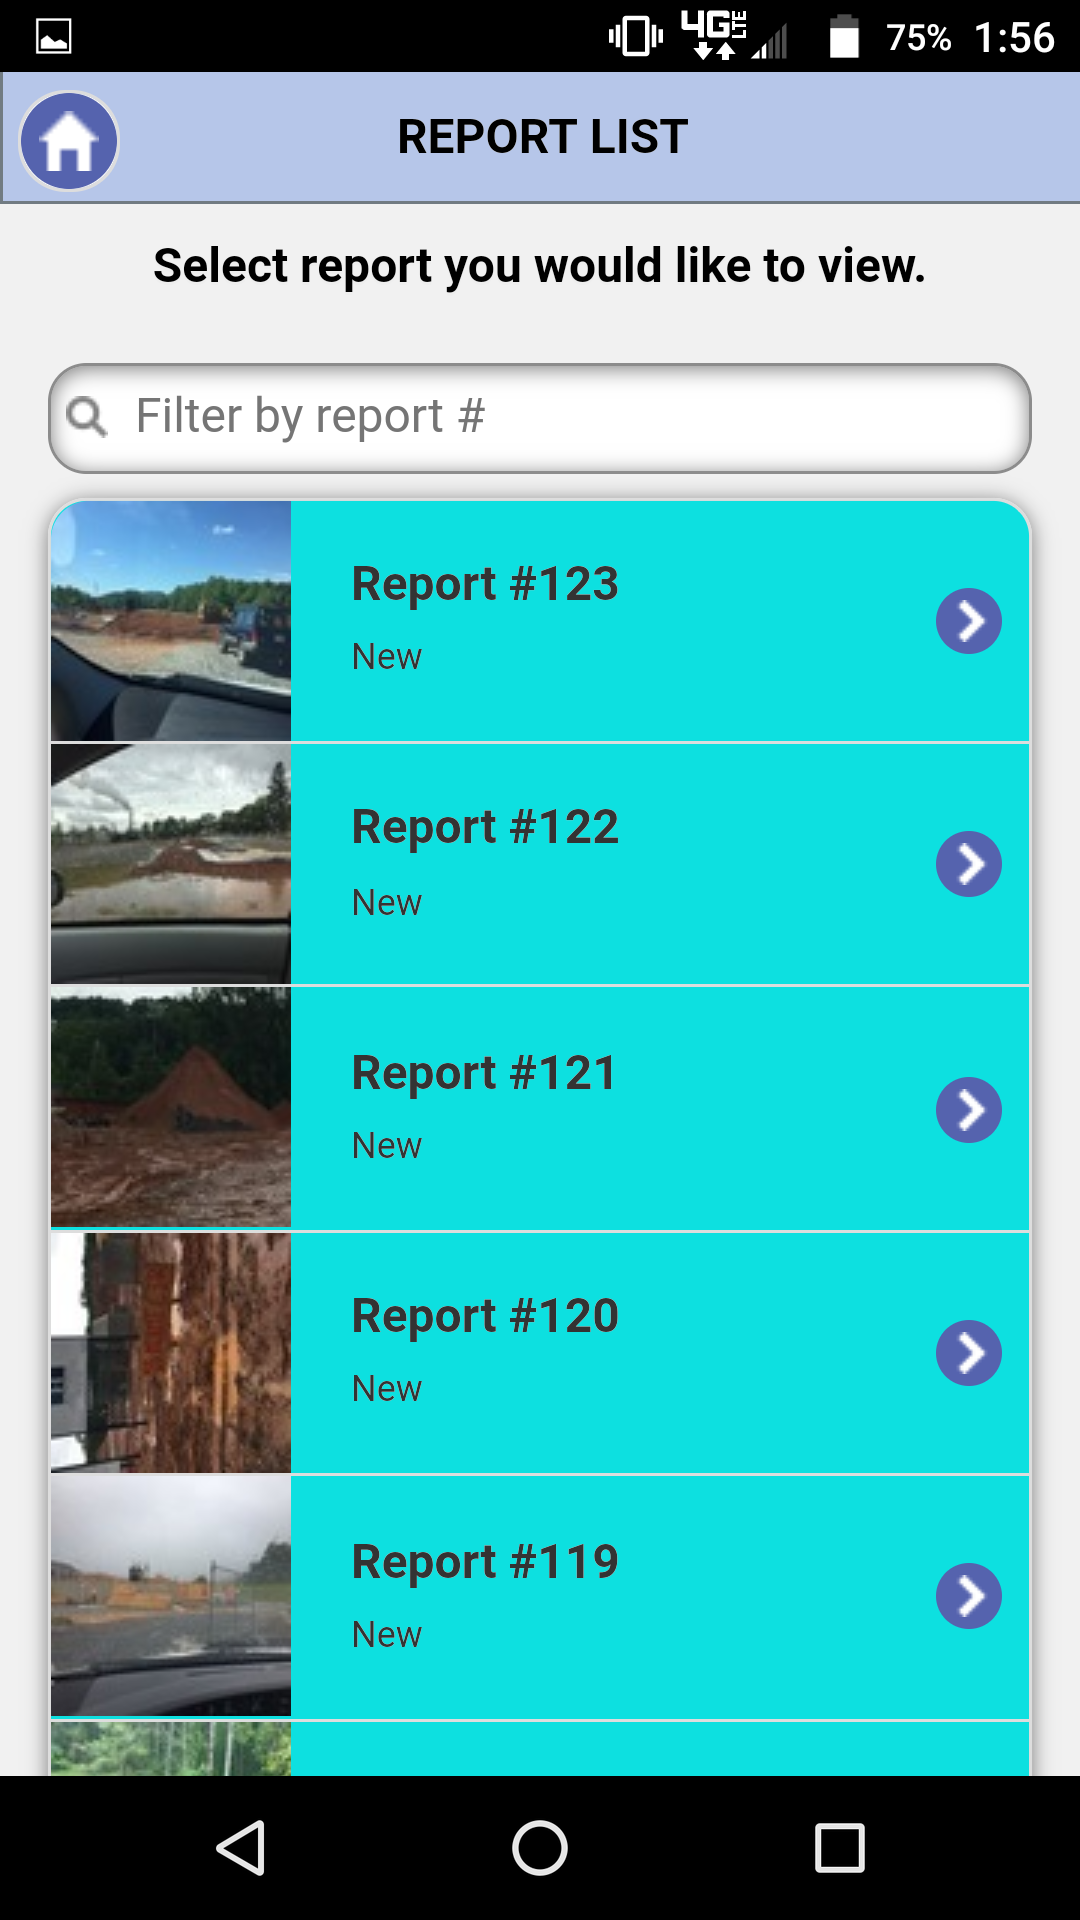 4G LTE 75% 1:56
REPORT LIST
Select report you would like to view.
Filter by report #
Report #123
New
Report #122
New
Report #121
New
Report #120
New
Report #119
New